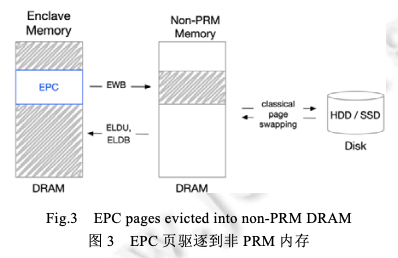 Enclave
Memory
Non-PRM
Memory
EPC
EWB
ELDU,
ELDB
classical
page
swapping
HDD / SSD
Disk
DRAM
DRAM
Fig.3 EPC pages evicted into non-PRM DRAM
图 3 EPC 页驱逐到非 PRM 内存